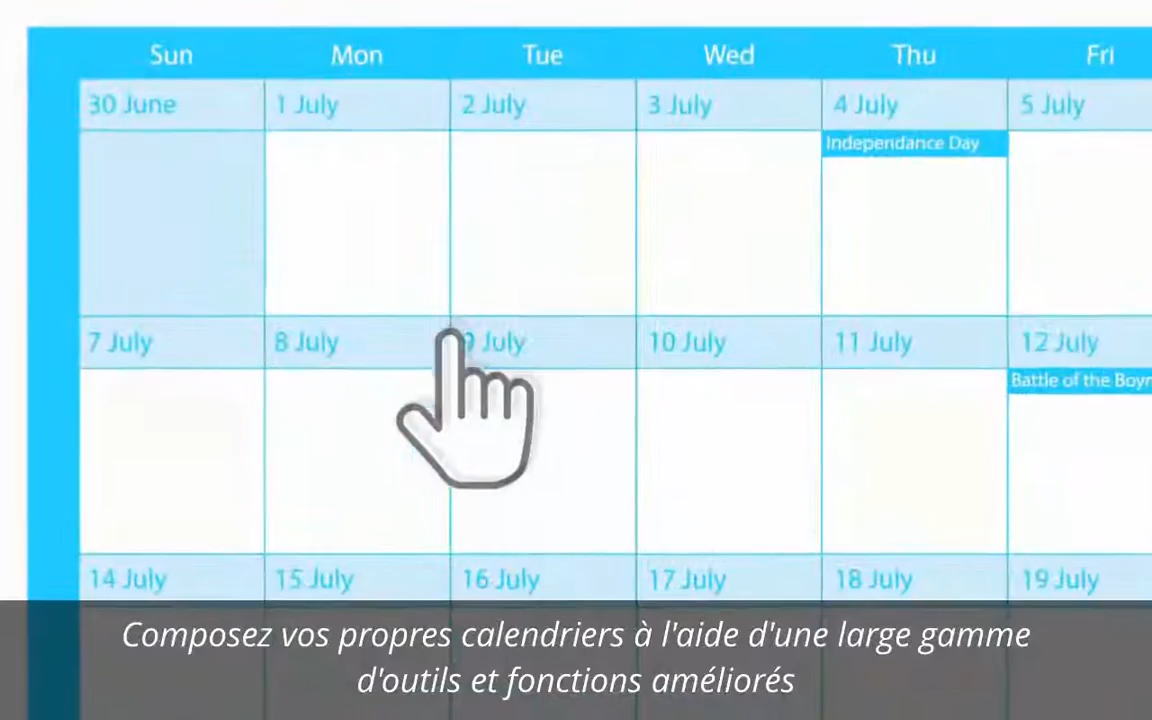 Sun Mon Tue Wed Thu Fri
30 June 1 July 2 July 3 July 4 July 5 July
Independance Day
7 July 8 July 9 July 10 July 11 July 12 July
Battle of the
14 July 15 July 16 July 17 July 18 July 19 July
Composez vos propres calendriers à l'aide d'une large gamme
d'outils et fonctions améliorés